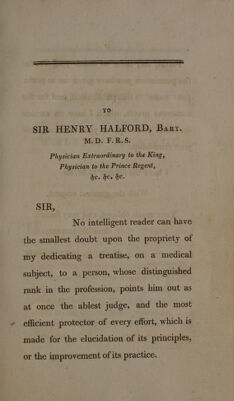 TO
SIR HENRY HALFORD, BART.
M. D. F. R. S.
Physician Extraordinary to the King,
Physician to the Prince Regent,
&c. &c. &c.
SIR,
No intelligent reader can have
the smallest doubt upon the propriety of
my dedicating a treatise, on a medical
subject, to a person, whose distinguished
rank in the profession, points him out as
at once the ablest judge, and the most
efficient protector of every effort, which is
made for the elucidation of its principles,
or the improvement of its practice.